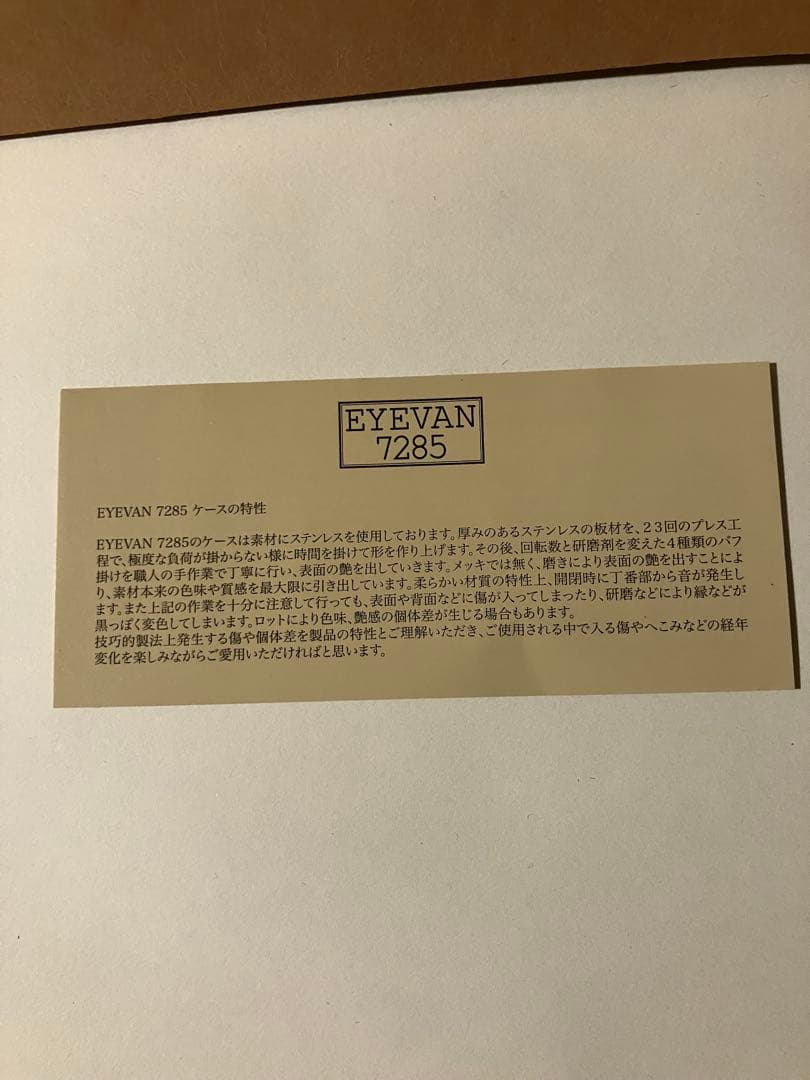 EYEVAN
7285
EYEVAN 7285 ケースの特性
EYEVAN 7285のケースは素材にステンレスを使用しております。厚みのあるステンレスの板材を、23回のプレス工
程で、極度な負荷が掛からない様に時間を掛けて形を作り上げます。その後、回転数と研磨剤を変えた4種類のバフ
掛けを職人の手作業で丁寧に行い、表面の艶を出していきます。メッキでは無く、磨きにより表面の艶を出すことによ
り、素材本来の色味や質感を最大限に引き出しています。柔らかい材質の特性上、開閉時に丁番部から音が発生し
ます。また上記の作業を十分に注意して行っても、表面や背面などに傷が入ってしまったり、研磨などにより縁などが
黒っぽく変色してしまいます。ロットにより色味、艶感の個体差が生じる場合もあります。
技巧的製法上発生する傷や個体差を製品の特性とご理解いただき、ご使用される中で入る傷やへこみなどの経年
変化を楽しみながらご愛用いただければと思います。